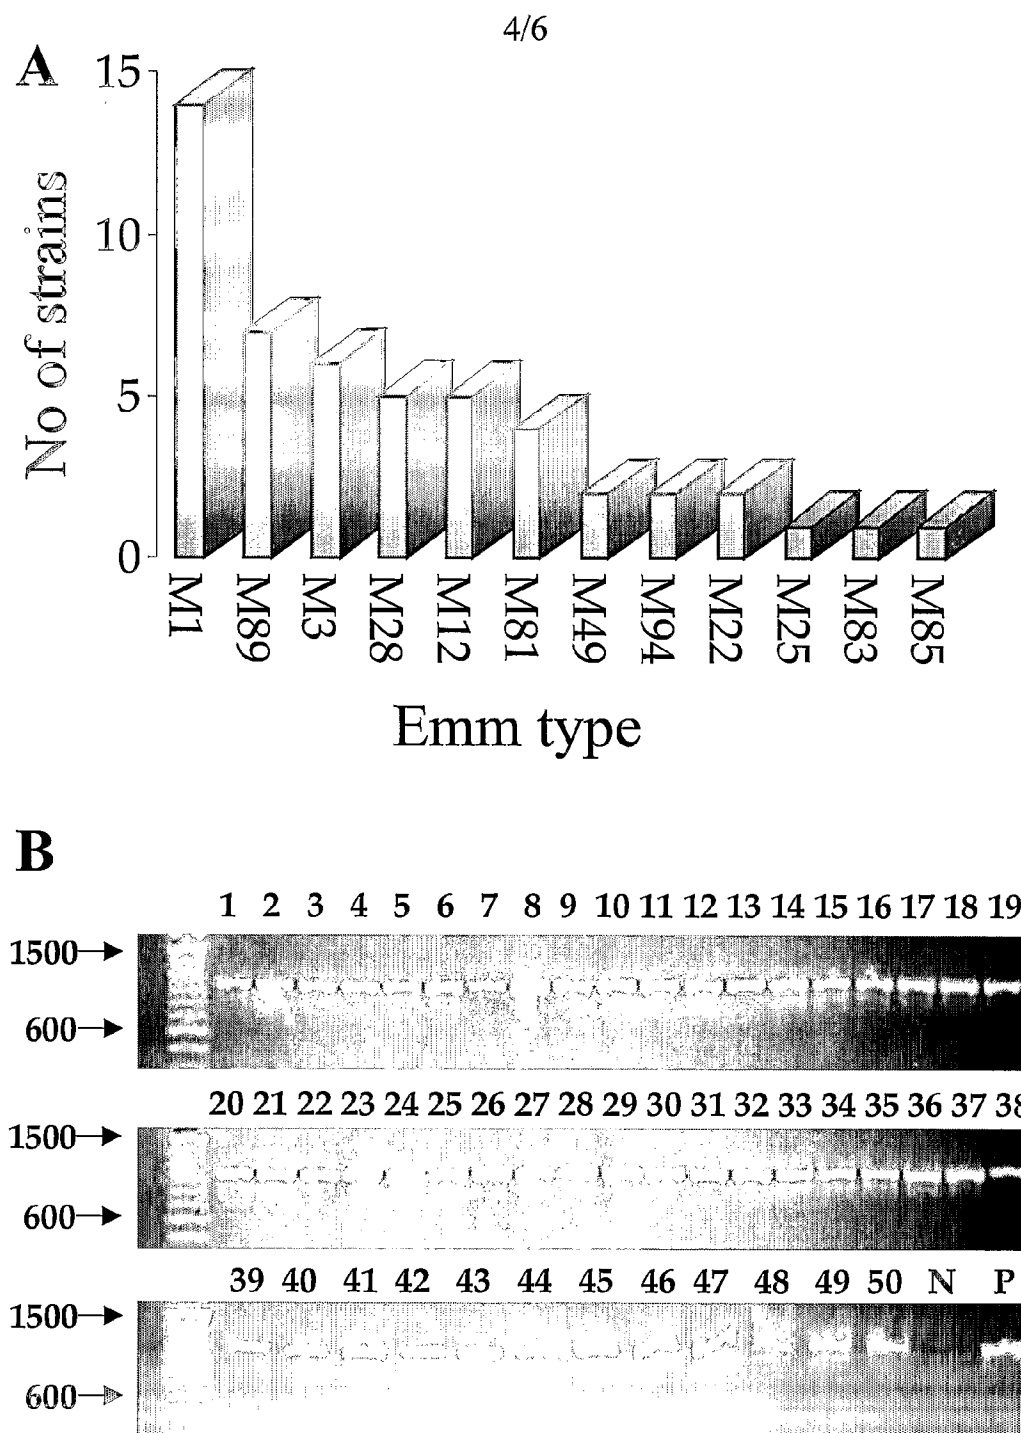 4/6
A
15
10
5
0
No of strains
M1 M89 M3 M28 M12 M81 M49 M94 M22 M25 M83 M85
Emm type
B
1 2 3 4 5 6 7 8 9 10 11 12 13 14 15 16 17 18 19
1500
600
20 21 22 23 24 25 26 27 28 29 30 31 32 33 34 35 36 37 38
1500
600
39 40 41 42 43 44 45 46 47 48 49 50 N P
1500
600